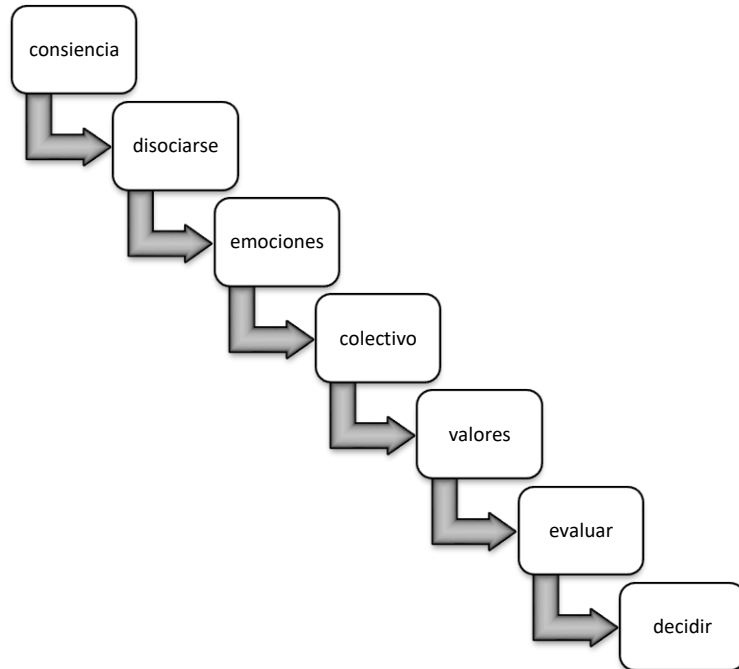 consiencia
disociarse
emociones
colectivo
valores
evaluar
decidir